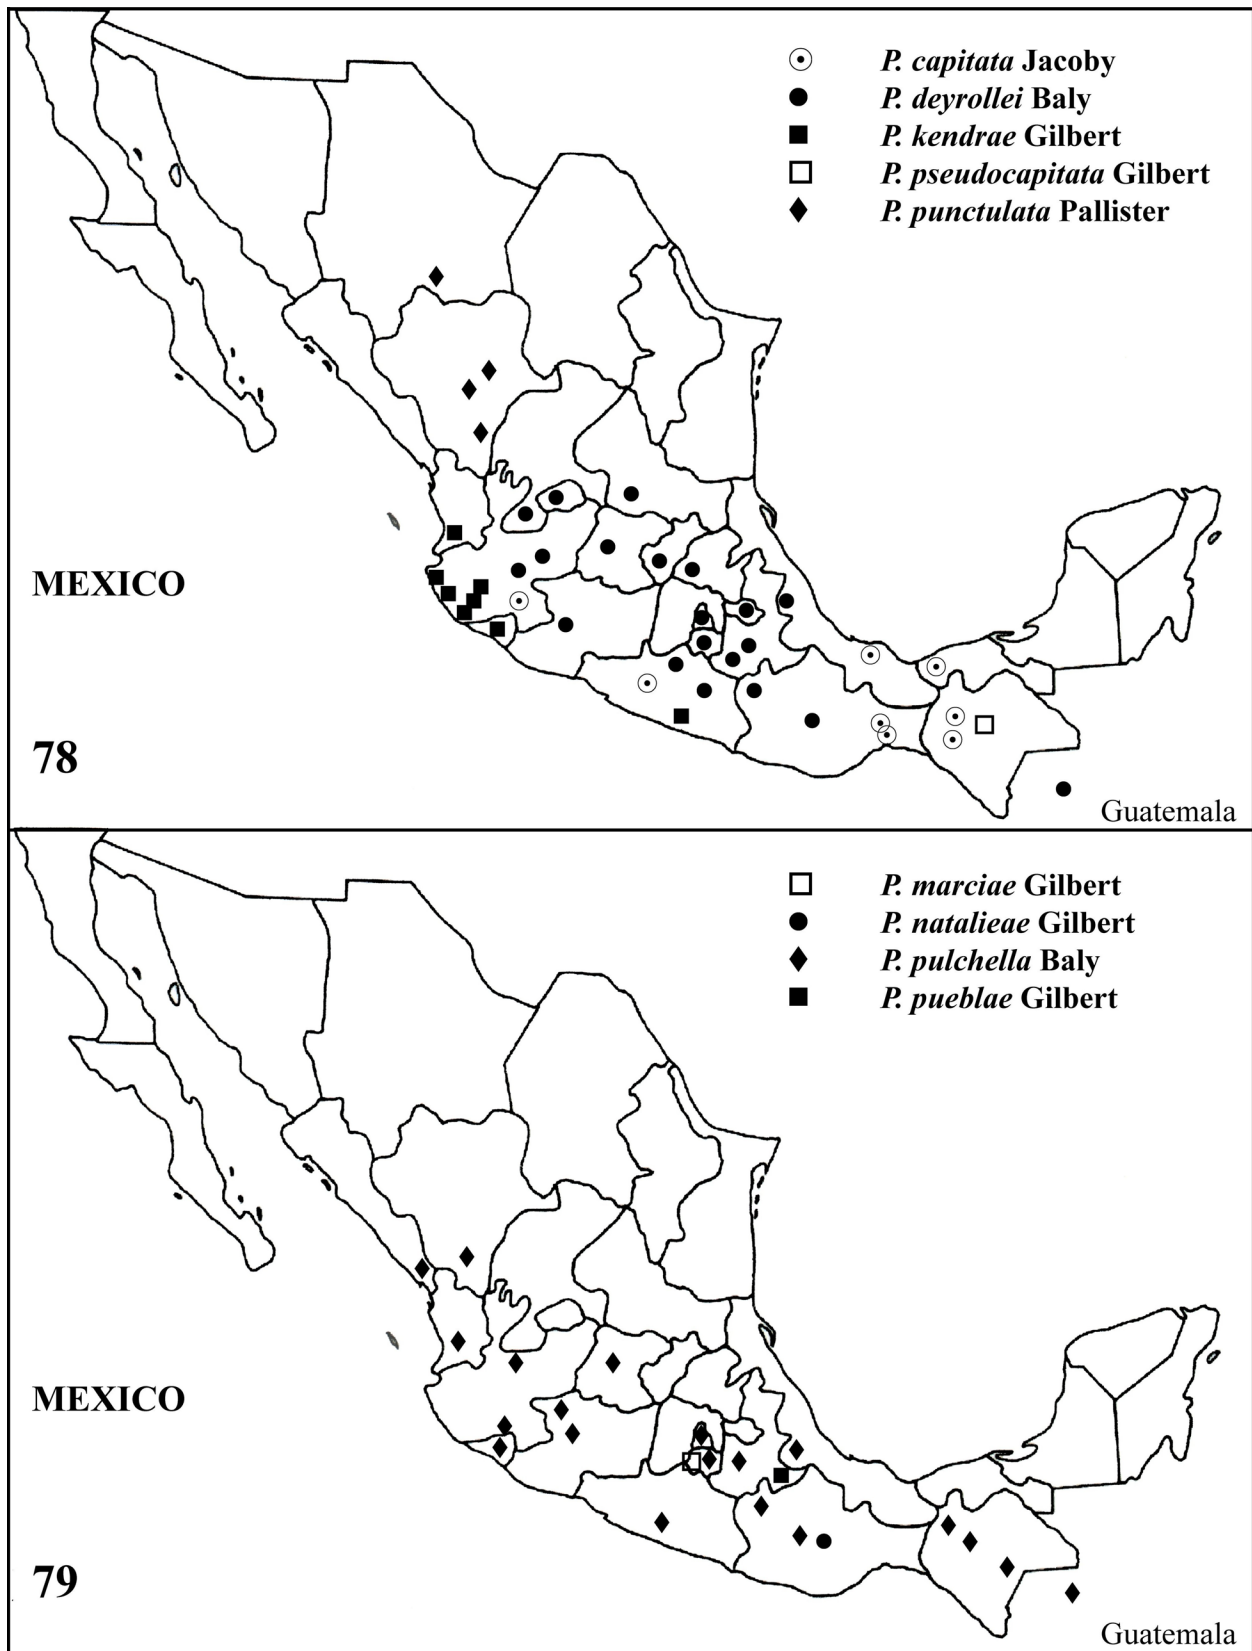 P. capitata Jacoby
P. deyrollei Baly
P. kendrae Gilbert
P. pseudocapitata Gilbert
P. punctulata Pallister
MEXICO
78
Guatemala
P. marciae Gilbert
P. natalieae Gilbert
P. pulchella Baly
P. pueblae Gilbert
MEXICO
79
Guatemala